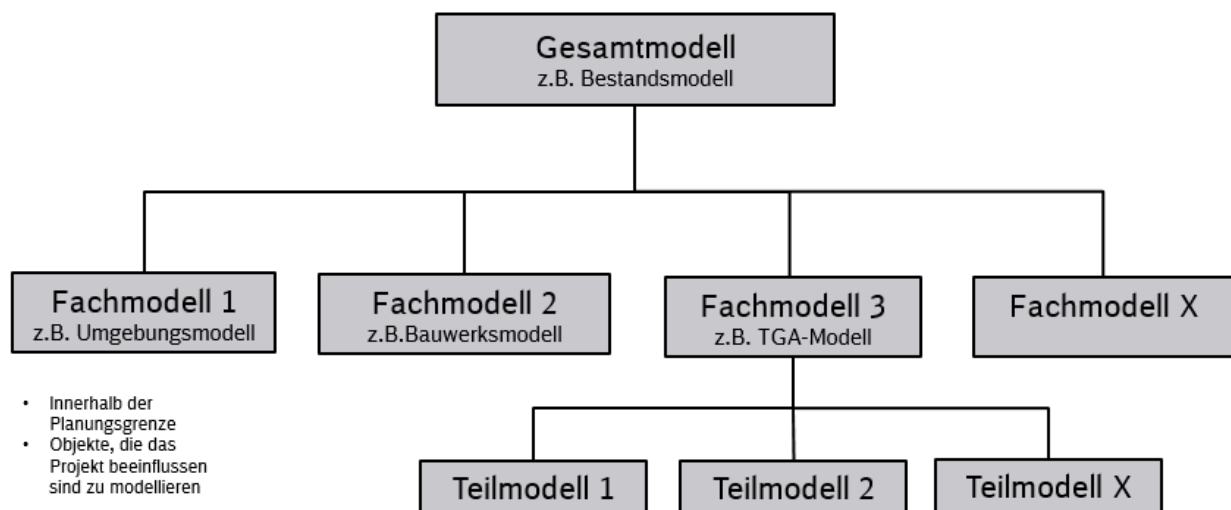 Gesamtmodell
z.B. Bestandsmodell
Fachmodell 1
z.B. Umgebungsmodell
Fachmodell 2
z.B.Bauwerksmodell
Fachmodell 3
z.B. TGA-Modell
Fachmodell X
• Innerhalb der
Planungsgrenze
• Objekte, die das
Projekt beeinflussen
sind zu modellieren
Teilmodell 1
Teilmodell 2
Teilmodell X